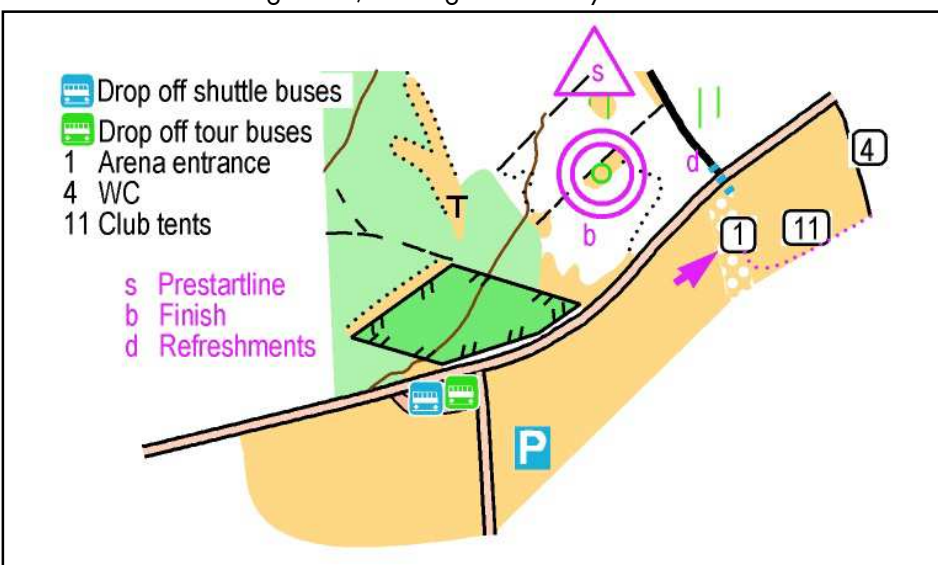 Drop off shuttle buses
Drop off tour buses
1 Arena entrance
4 WC
11 Club tents
s Prestartline
b Finish
d Refreshments
s
d
b
T
4
1
11
P